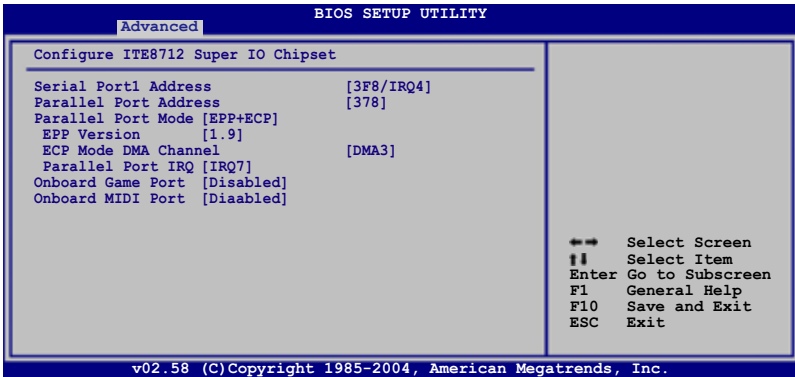 BIOS SETUP UTILITY
Advanced
Configure ITE8712 Super IO Chipset
Serial Port1 Address [3F8/IRQ4]
Parallel Port Address [378]
Parallel Port Mode [EPP+ECP]
EPP Version [1.9]
ECP Mode DMA Channel [DMA3]
Parallel Port IRQ [IRQ7]
Onboard Game Port [Disabled]
Onboard MIDI Port [Diaabled]
Select Screen
Select Item
Enter Go to Subscreen
F1 General Help
F10 Save and Exit
ESC Exit
v02.58 (C)Copyright 1985-2004, American Megatrends, Inc.